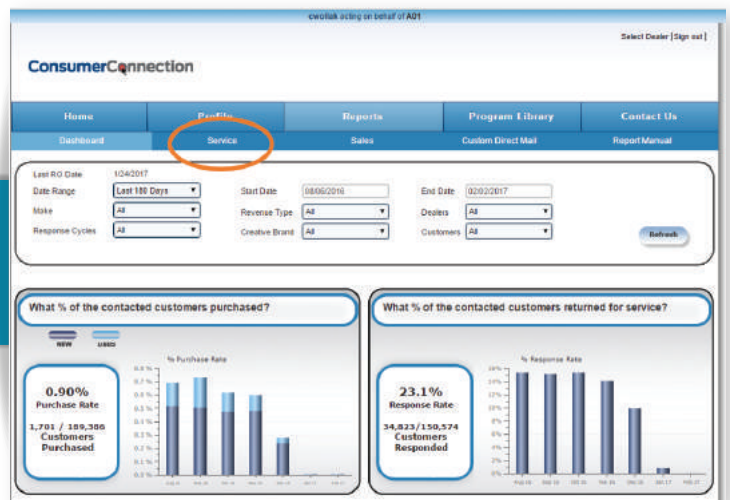 cwollak acting on behalf of A01
Select Dealer | Sign out |
ConsumerConnection
Home Profile Reports Program Library Contact Us
Dashboard Service Sales Custom Direct Mail Report Manual
Last RO Date 1/24/2017
Date Range Last 180 Days Start Date 08/06/2016 End Date 02/02/2017
Make All Revenue Type All Dealers All
Response Cycles All Creative Brand All Customers All
Refresh
What % of the contacted customers purchased?
What % of the contacted customers returned for service?
NEW USED
% Purchase Rate
% Response Rate
0.90%
Purchase Rate
1,701 / 189,386
Customers
Purchased
23.1%
Response Rate
34,823/150,574
Customers
Responded